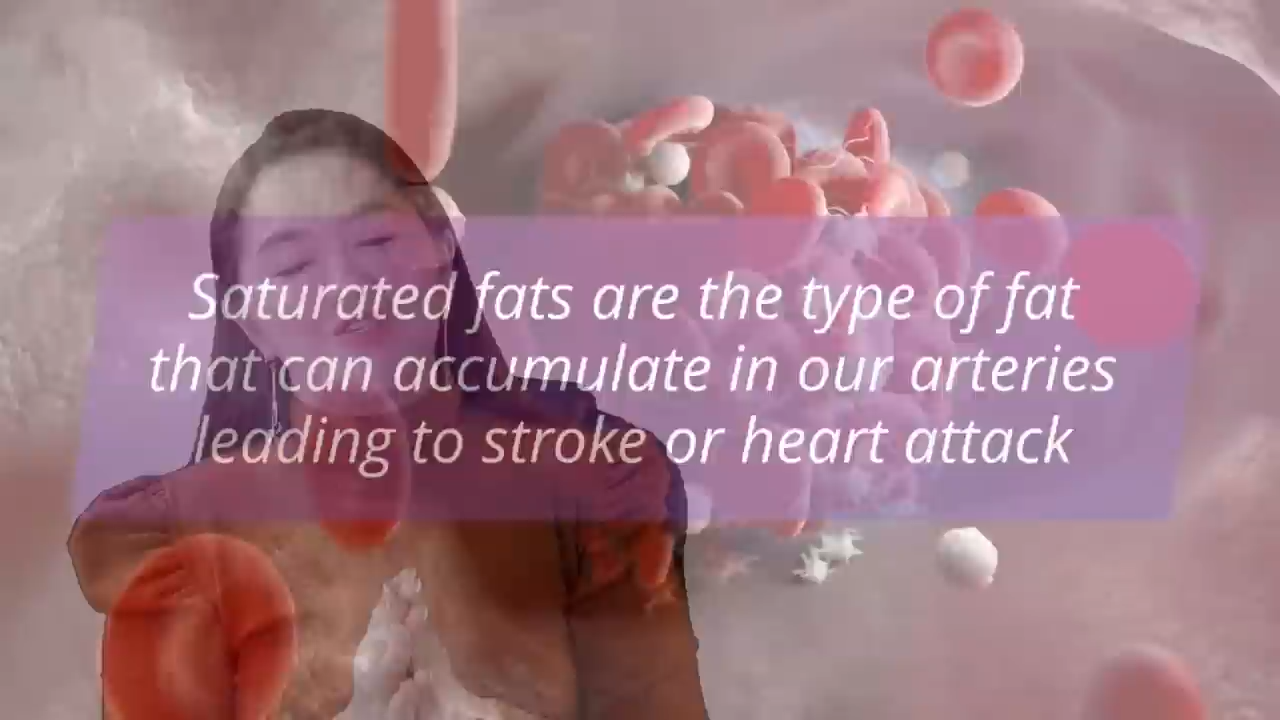 Saturated fats are the type of fat
that can accumulate in our arteries
leading to stroke or heart attack